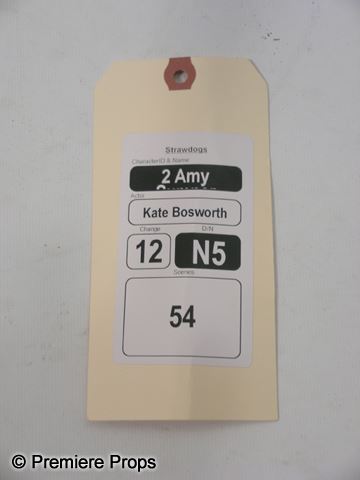 Strawdogs
CharacterID & Name
2 Amy
Actor
Kate Bosworth
Change D/N
12 N5
Scenes
54
© Premiere Props